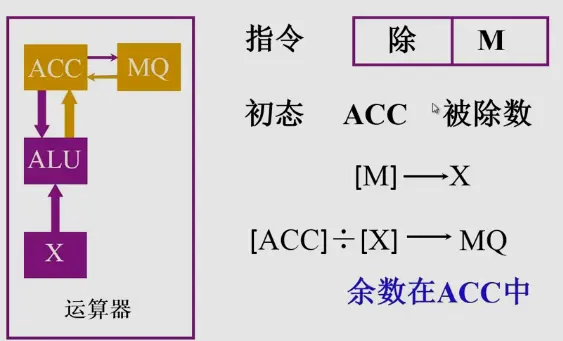 ACC MQ
ALU
X
运算器
指令 除 M
初态 ACC 被除数
[M]→X
[ACC]÷[X]→MQ
余数在ACC中